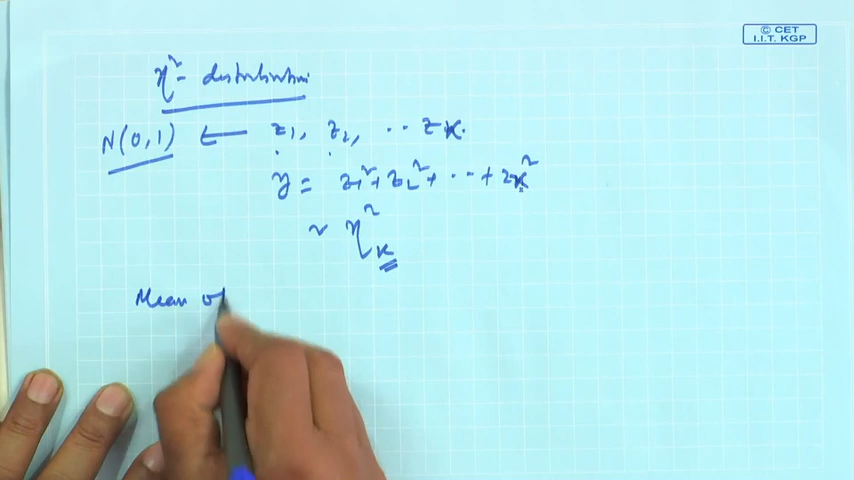 © CET
I.I.T. KGP
χ² - distribution
N(0,1) ← z1, z2, ·· zk.
y = z1² + z2² + ··· + zk²
~ χ²k
Mean of